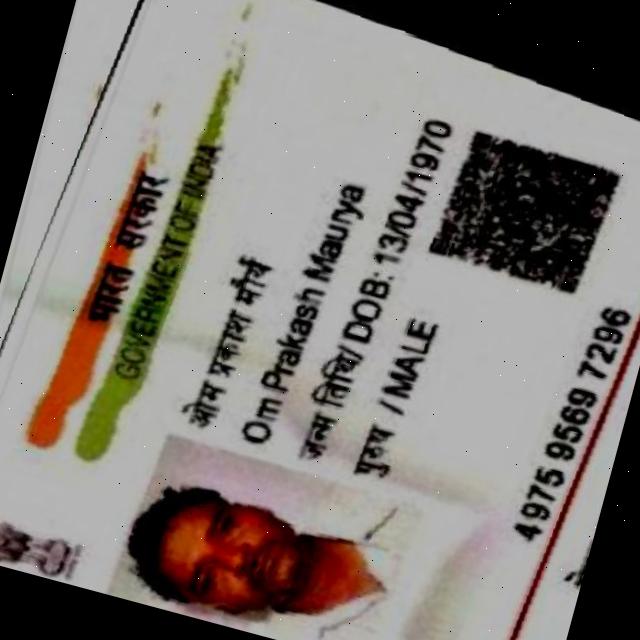 भारत सरकार
GOVERNMENT OF INDIA
ओम प्रकाश मौर्य
Om Prakash Maurya
जन्म तिथि/ DOB: 13/04/1970
पुरुष / MALE
4975 9569 7296